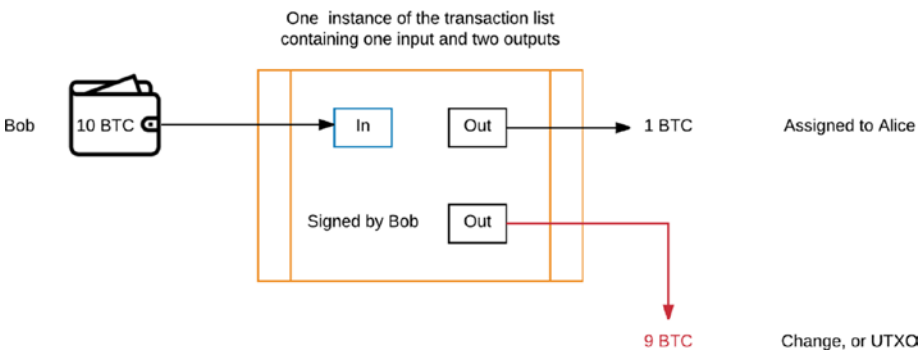 One instance of the transaction list
containing one input and two outputs
Bob
10 BTC
In
Out
1 BTC
Assigned to Alice
Signed by Bob
Out
9 BTC
Change, or UTXO